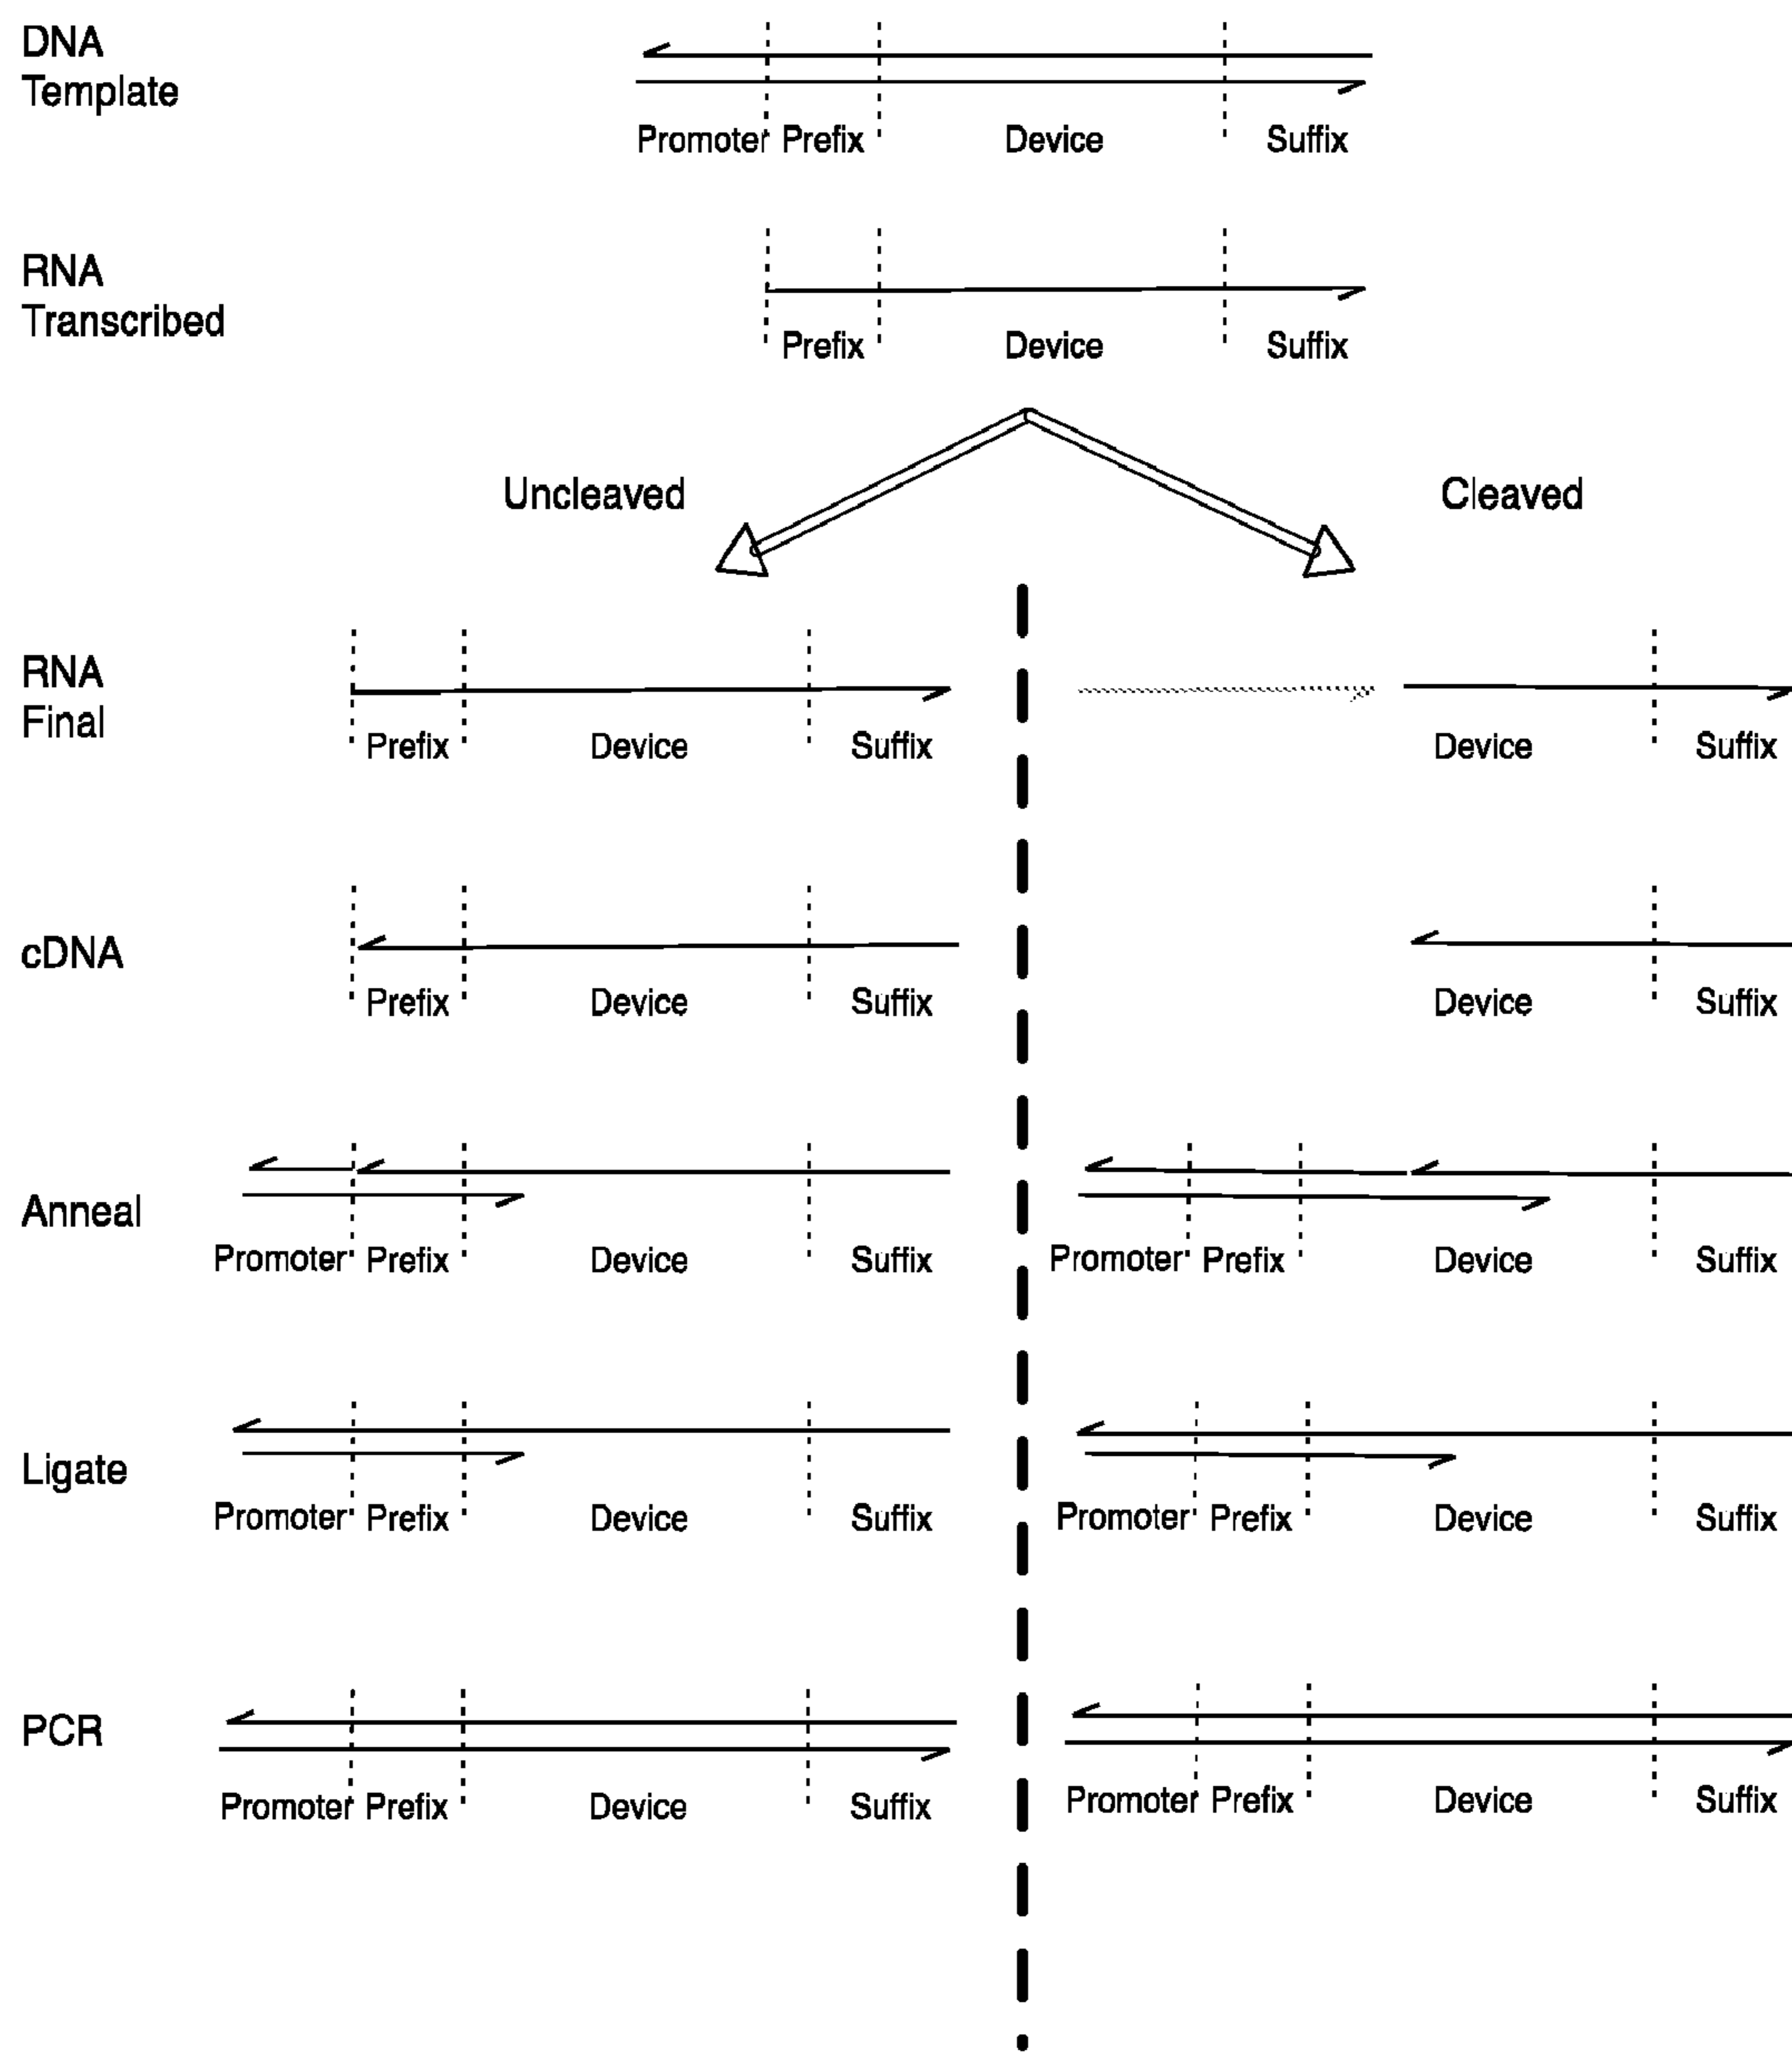 DNA
Template
Promoter Prefix Device Suffix
RNA
Transcribed
Prefix Device Suffix
Uncleaved Cleaved
RNA
Final
Prefix Device Suffix Device Suffix
cDNA
Prefix Device Suffix Device Suffix
Anneal
Promoter Prefix Device Suffix Promoter Prefix Device Suffix
Ligate
Promoter Prefix Device Suffix Promoter Prefix Device Suffix
PCR
Promoter Prefix Device Suffix Promoter Prefix Device Suffix